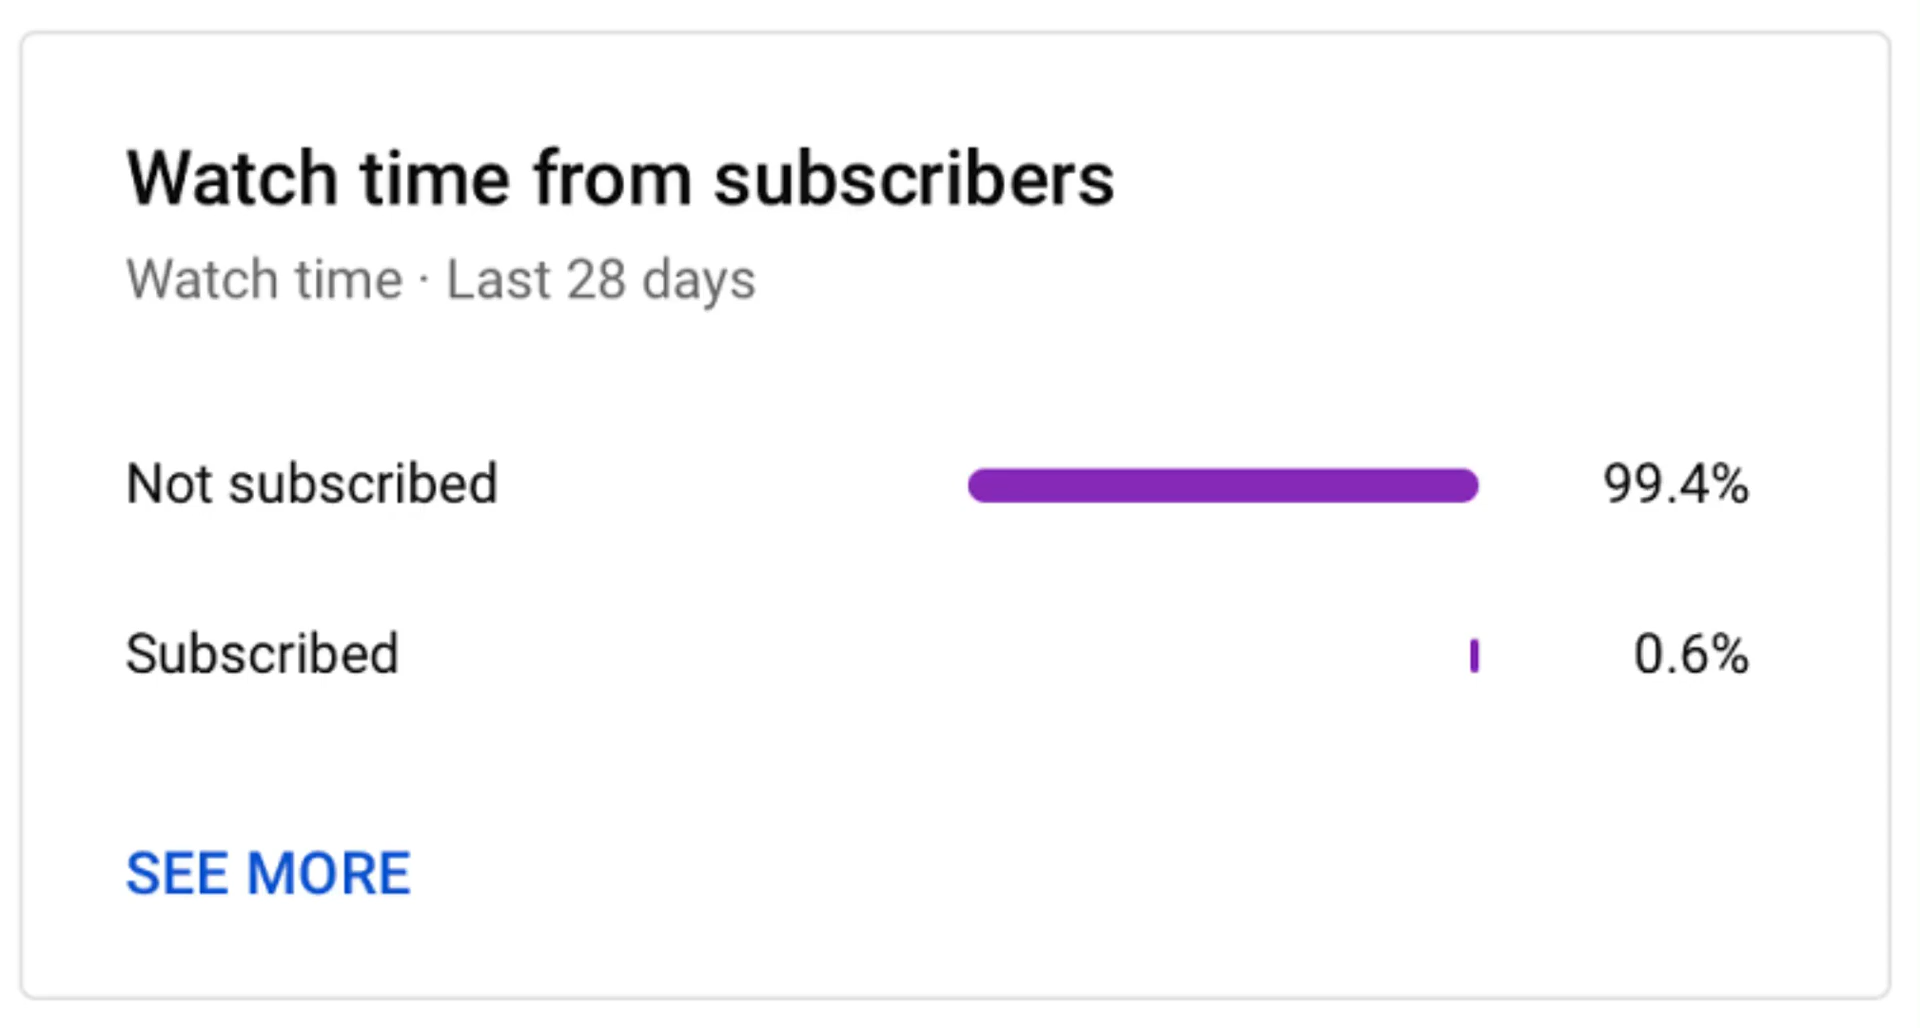 Watch time from subscribers
Watch time · Last 28 days
Not subscribed 99.4%
Subscribed 0.6%
SEE MORE